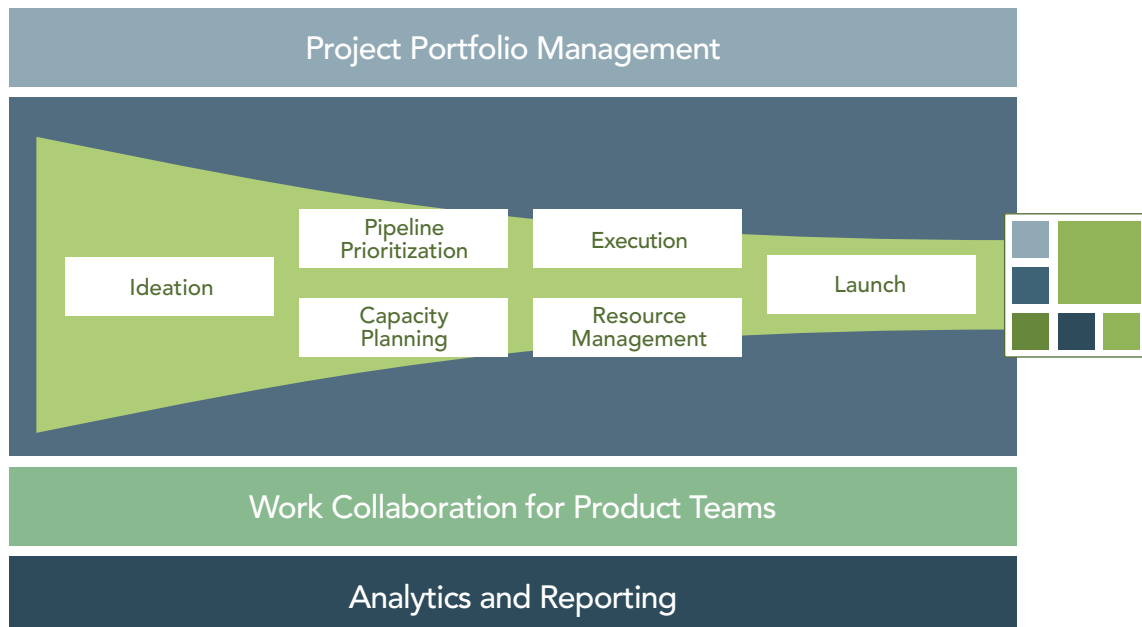 Project Portfolio Management
Ideation
Pipeline
Prioritization
Capacity
Planning
Execution
Resource
Management
Launch
Work Collaboration for Product Teams
Analytics and Reporting